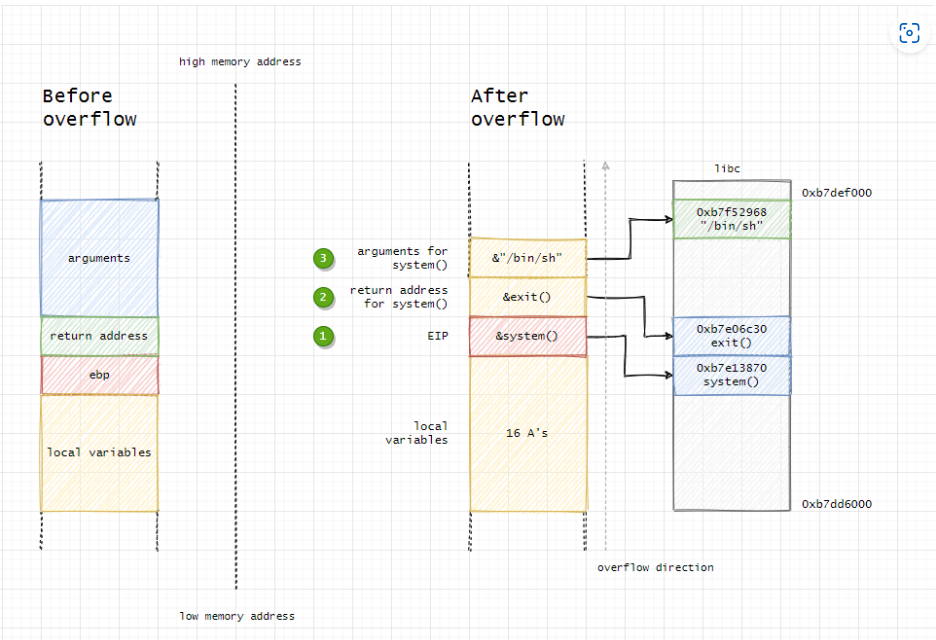 high memory address
Before
overflow
After
overflow
libc
0xb7def000
0xb7f52968
"/bin/sh"
arguments
3
arguments for
system()
&"/bin/sh"
2
return address
for system()
&exit()
return address
1
EIP
&system()
0xb7e06c30
exit()
ebp
0xb7e13870
system()
local
variables
16 A's
local variables
0xb7dd6000
overflow direction
low memory address